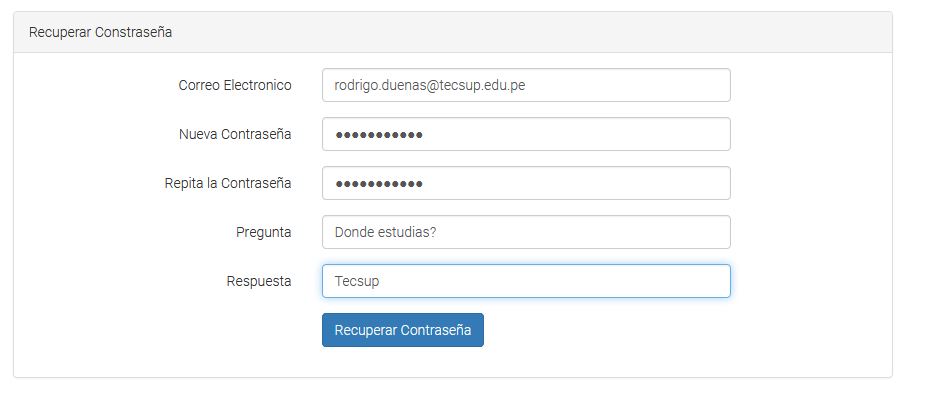 Recuperar Constraseña
Correo Electronico rodrigo.duenas@tecsup.edu.pe
Nueva Contraseña •••••••••••
Repita la Contraseña •••••••••••
Pregunta Donde estudias?
Respuesta Tecsup
Recuperar Contraseña